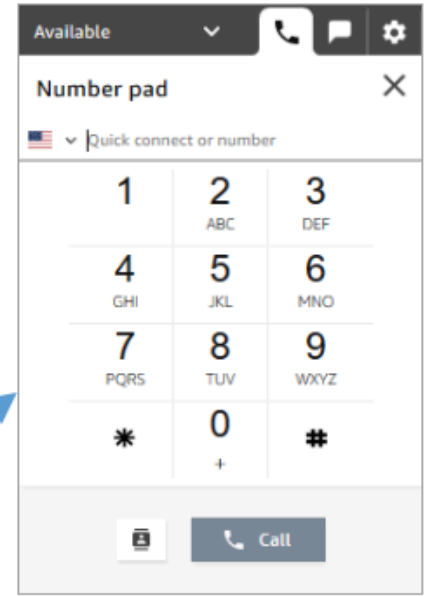 Available
Number pad
Quick connect or number
1 2 3
ABC DEF
4 5 6
GHI JKL MNO
7 8 9
PQRS TUV WXYZ
* 0 #
+
Call